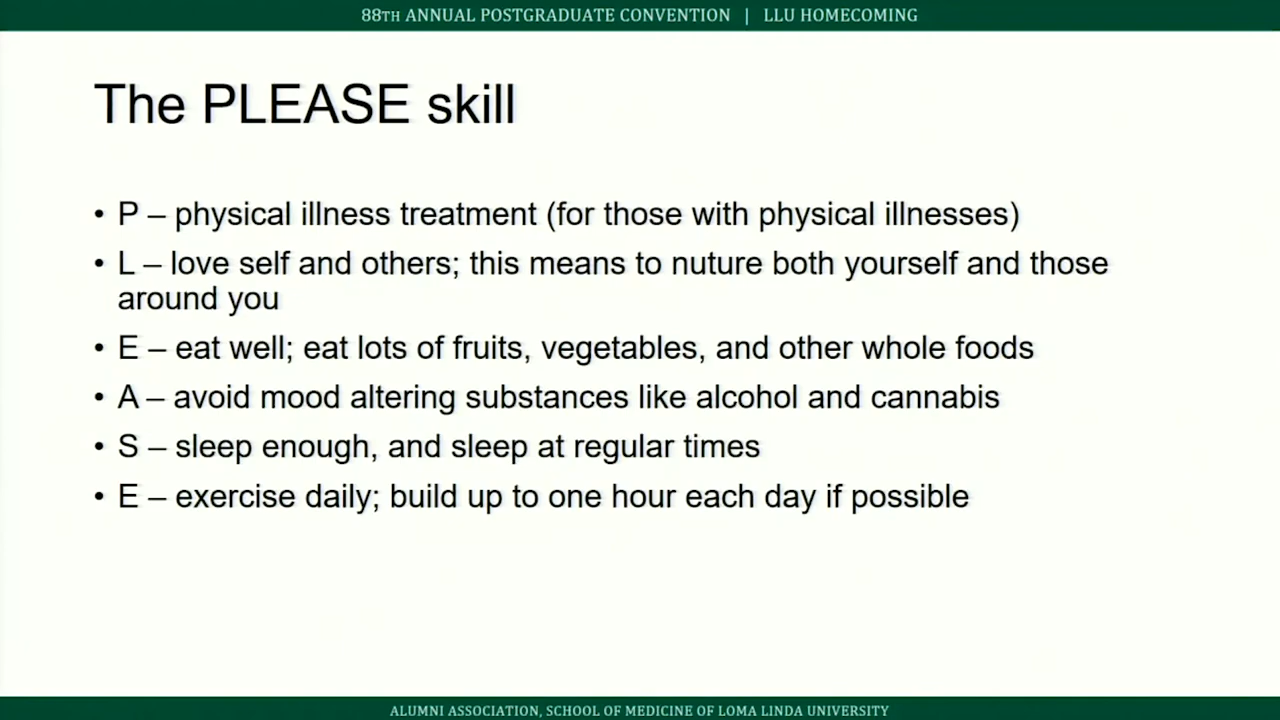 88TH ANNUAL POSTGRADUATE CONVENTION | LLU HOMECOMING
The PLEASE skill
• P – physical illness treatment (for those with physical illnesses)
• L – love self and others; this means to nuture both yourself and those
around you
• E – eat well; eat lots of fruits, vegetables, and other whole foods
• A – avoid mood altering substances like alcohol and cannabis
• S – sleep enough, and sleep at regular times
• E – exercise daily; build up to one hour each day if possible
ALUMNI ASSOCIATION, SCHOOL OF MEDICINE OF LOMA LINDA UNIVERSITY